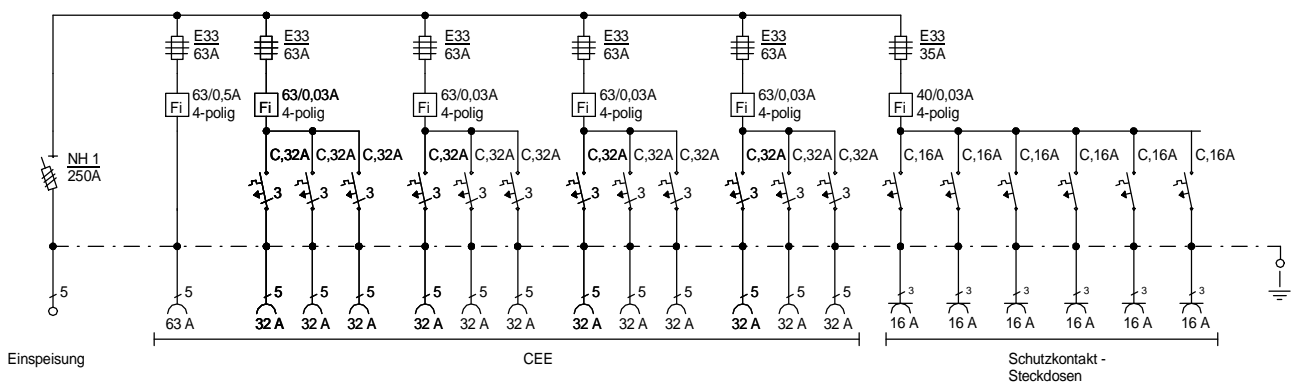 E33 E33 E33 E33 E33 E33
63A 63A 63A 63A 63A 35A
Fi 63/0,5A Fi 63/0,03A Fi 63/0,03A Fi 63/0,03A Fi 63/0,03A Fi 40/0,03A
4-polig 4-polig 4-polig 4-polig 4-polig 4-polig
NH 1
250A
C,32A C,32A C,32A C,32A C,32A C,32A C,32A C,32A C,32A C,32A C,32A C,32A C,16A C,16A C,16A C,16A C,16A C,16A
3 3 3 3 3 3 3 3 3 3 3 3
5 5 5 5 5 5 5 5 5 5 5 5 5 5 3 3 3 3 3 3
63 A 32 A 32 A 32 A 32 A 32 A 32 A 32 A 32 A 32 A 32 A 32 A 32 A 16 A 16 A 16 A 16 A 16 A 16 A
Einspeisung CEE Schutzkontakt -
Steckdosen